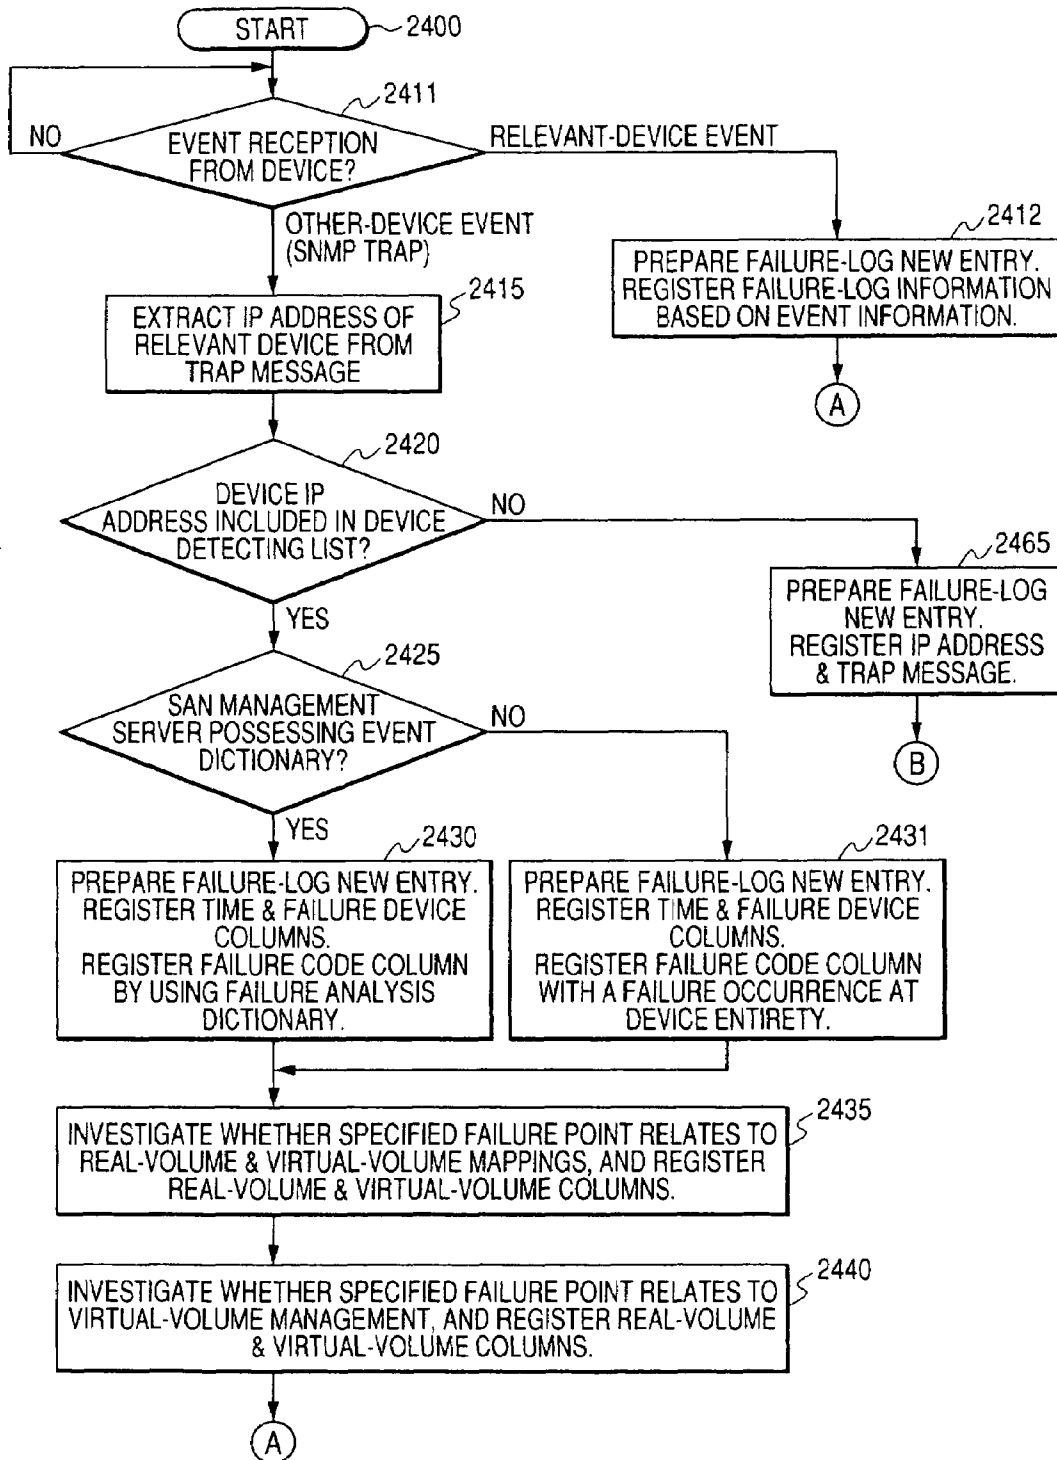 START
2400
2411
NO
EVENT RECEPTION
FROM DEVICE?
RELEVANT-DEVICE EVENT
OTHER-DEVICE EVENT
(SNMP TRAP)
2412
PREPARE FAILURE-LOG NEW ENTRY.
REGISTER FAILURE-LOG INFORMATION
BASED ON EVENT INFORMATION.
A
2415
EXTRACT IP ADDRESS OF
RELEVANT DEVICE FROM
TRAP MESSAGE
2420
DEVICE IP
ADDRESS INCLUDED IN DEVICE
DETECTING LIST?
NO
YES
2465
PREPARE FAILURE-LOG
NEW ENTRY.
REGISTER IP ADDRESS
& TRAP MESSAGE.
B
2425
SAN MANAGEMENT
SERVER POSSESSING EVENT
DICTIONARY?
NO
YES
2430
PREPARE FAILURE-LOG NEW ENTRY.
REGISTER TIME & FAILURE DEVICE
COLUMNS.
REGISTER FAILURE CODE COLUMN
BY USING FAILURE ANALYSIS
DICTIONARY.
2431
PREPARE FAILURE-LOG NEW ENTRY.
REGISTER TIME & FAILURE DEVICE
COLUMNS.
REGISTER FAILURE CODE COLUMN
WITH A FAILURE OCCURRENCE AT
DEVICE ENTIRETY.
2435
INVESTIGATE WHETHER SPECIFIED FAILURE POINT RELATES TO
REAL-VOLUME & VIRTUAL-VOLUME MAPPINGS, AND REGISTER
REAL-VOLUME & VIRTUAL-VOLUME COLUMNS.
2440
INVESTIGATE WHETHER SPECIFIED FAILURE POINT RELATES TO
VIRTUAL-VOLUME MANAGEMENT, AND REGISTER REAL-VOLUME
& VIRTUAL-VOLUME COLUMNS.
A